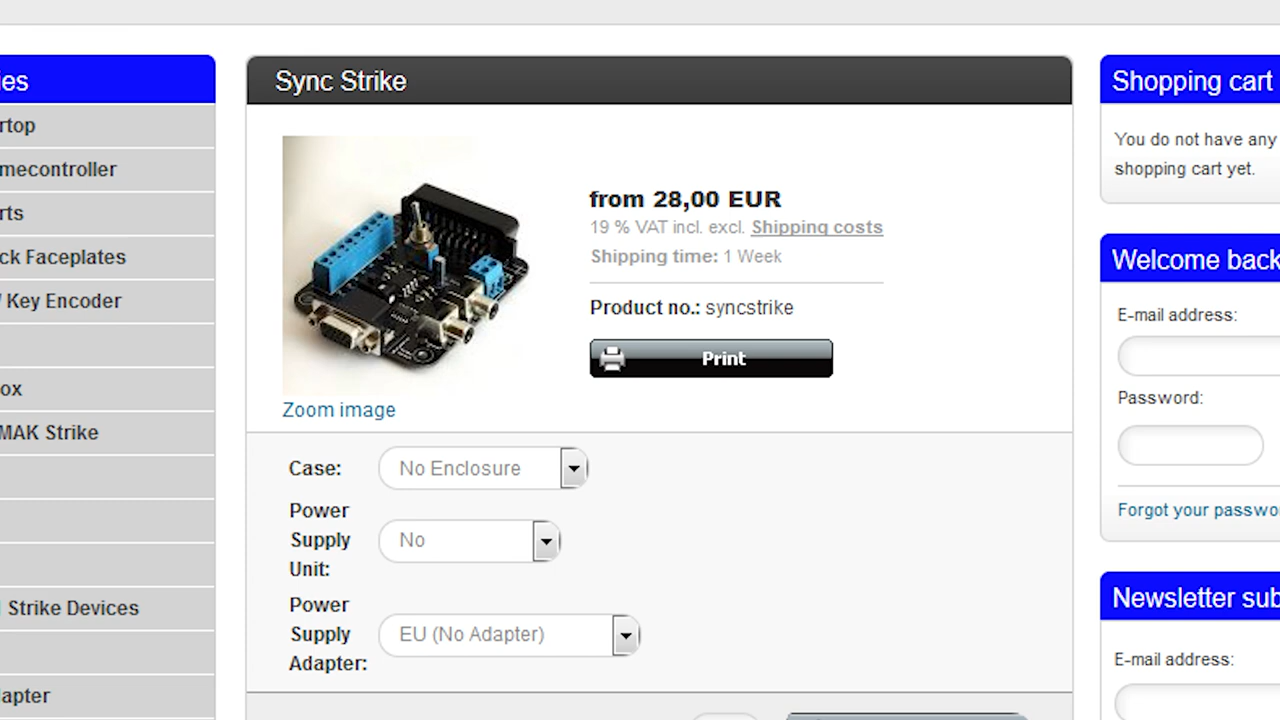 ies
rtop
mecontroller
rts
ck Faceplates
Key Encoder
ox
MAK Strike
Strike Devices
lapter
Sync Strike
from 28,00 EUR
19 % VAT incl. excl. Shipping costs
Shipping time: 1 Week
Product no.: syncstrike
Print
Zoom image
Case: No Enclosure
Power
Supply No
Unit:
Power
Supply EU (No Adapter)
Adapter:
Shopping cart
You do not have any
shopping cart yet.
Welcome back
E-mail address:
Password:
Forgot your passwo
Newsletter sub
E-mail address: